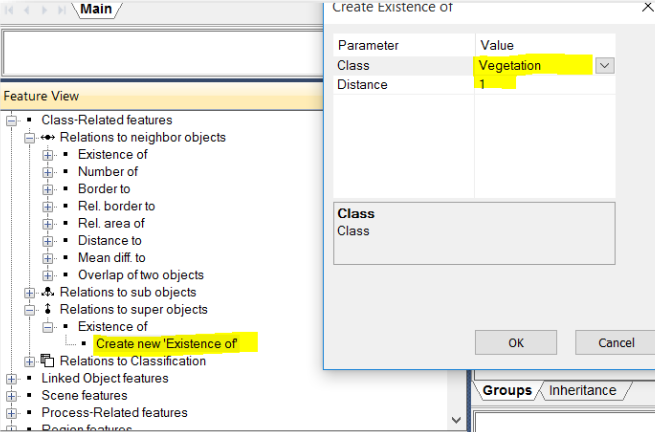 Main
Feature View
Class-Related features
Relations to neighbor objects
Existence of
Number of
Border to
Rel. border to
Rel. area of
Distance to
Mean diff. to
Overlap of two objects
Relations to sub objects
Relations to super objects
Existence of
Create new 'Existence of'
Relations to Classification
Linked Object features
Scene features
Process-Related features
Region features
Create Existence of
Parameter Value
Class Vegetation
Distance 1
Class
Class
OK Cancel
Groups Inheritance